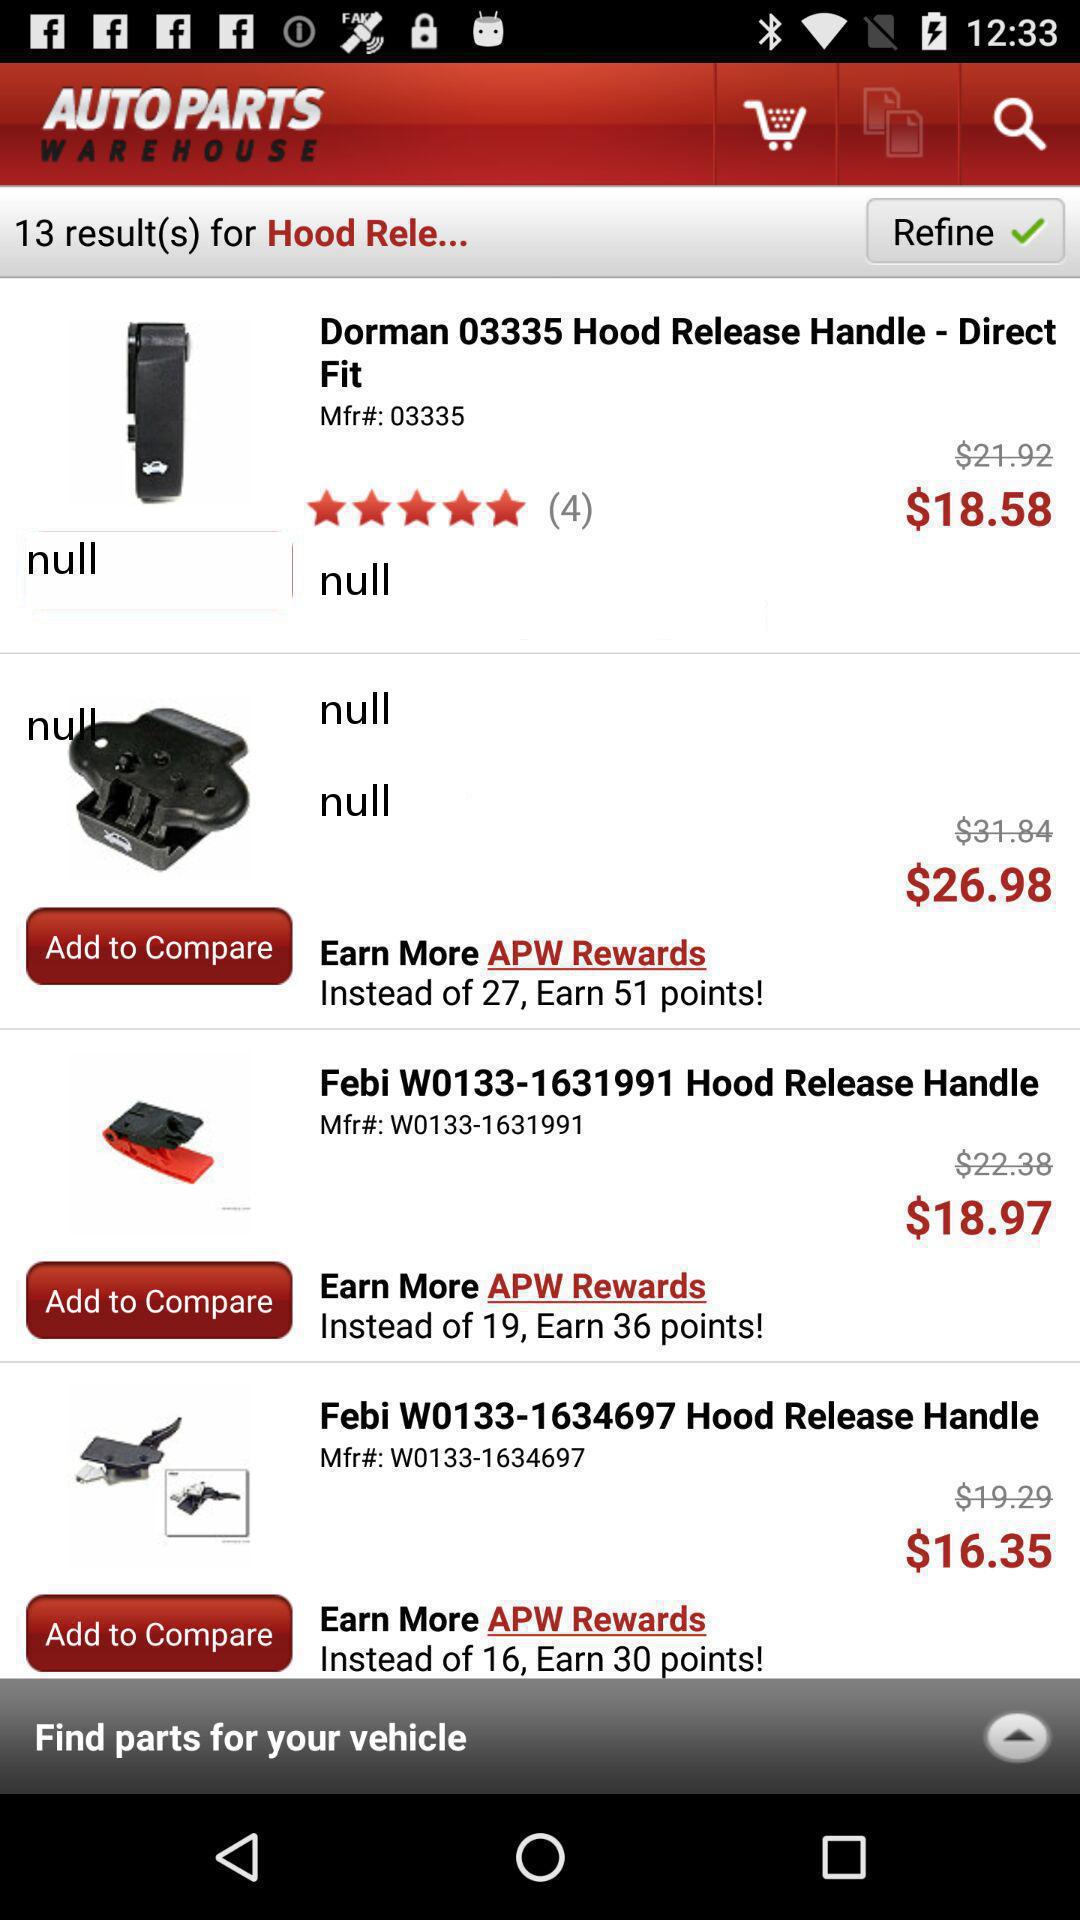 FAKE
12:33
AUTO PARTS
WAREHOUSE
13 result(s) for Hood Rele...
Refine
Dorman 03335 Hood Release Handle - Direct
Fit
Mfr#: 03335
$21.92
(4)
$18.58
null
null
null
null
null
$31.84
$26.98
Add to Compare
Earn More APW Rewards
Instead of 27, Earn 51 points!
Febi W0133-1631991 Hood Release Handle
Mfr#: W0133-1631991
$22.38
$18.97
Add to Compare
Earn More APW Rewards
Instead of 19, Earn 36 points!
Febi W0133-1634697 Hood Release Handle
Mfr#: W0133-1634697
$19.29
$16.35
Add to Compare
Earn More APW Rewards
Instead of 16, Earn 30 points!
Find parts for your vehicle